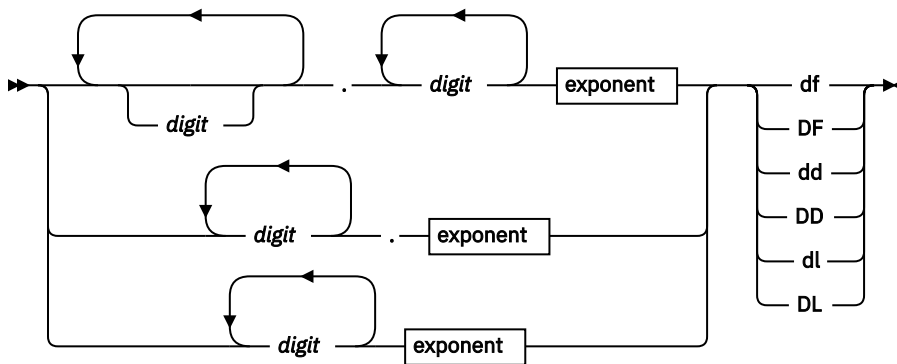 . digit exponent df
digit DF
dd
DD
digit . exponent
dl
DL
digit exponent